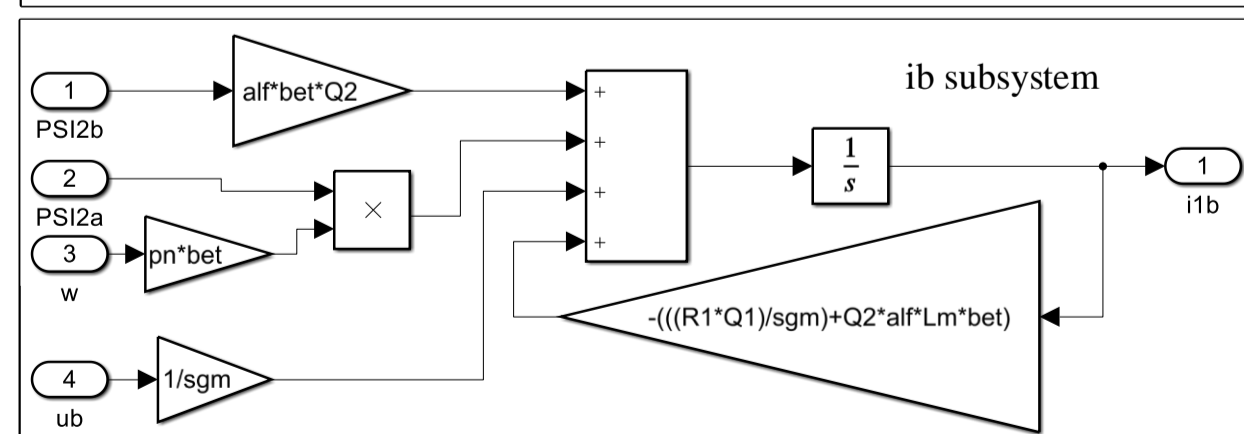 ib subsystem
1
PSI2b
alf*bet*Q2
+
+
+
+
2
PSI2a
×
3
w
pn*bet
4
ub
1/sgm
1
s
-(((R1*Q1)/sgm)+Q2*alf*Lm*bet)
1
i1b